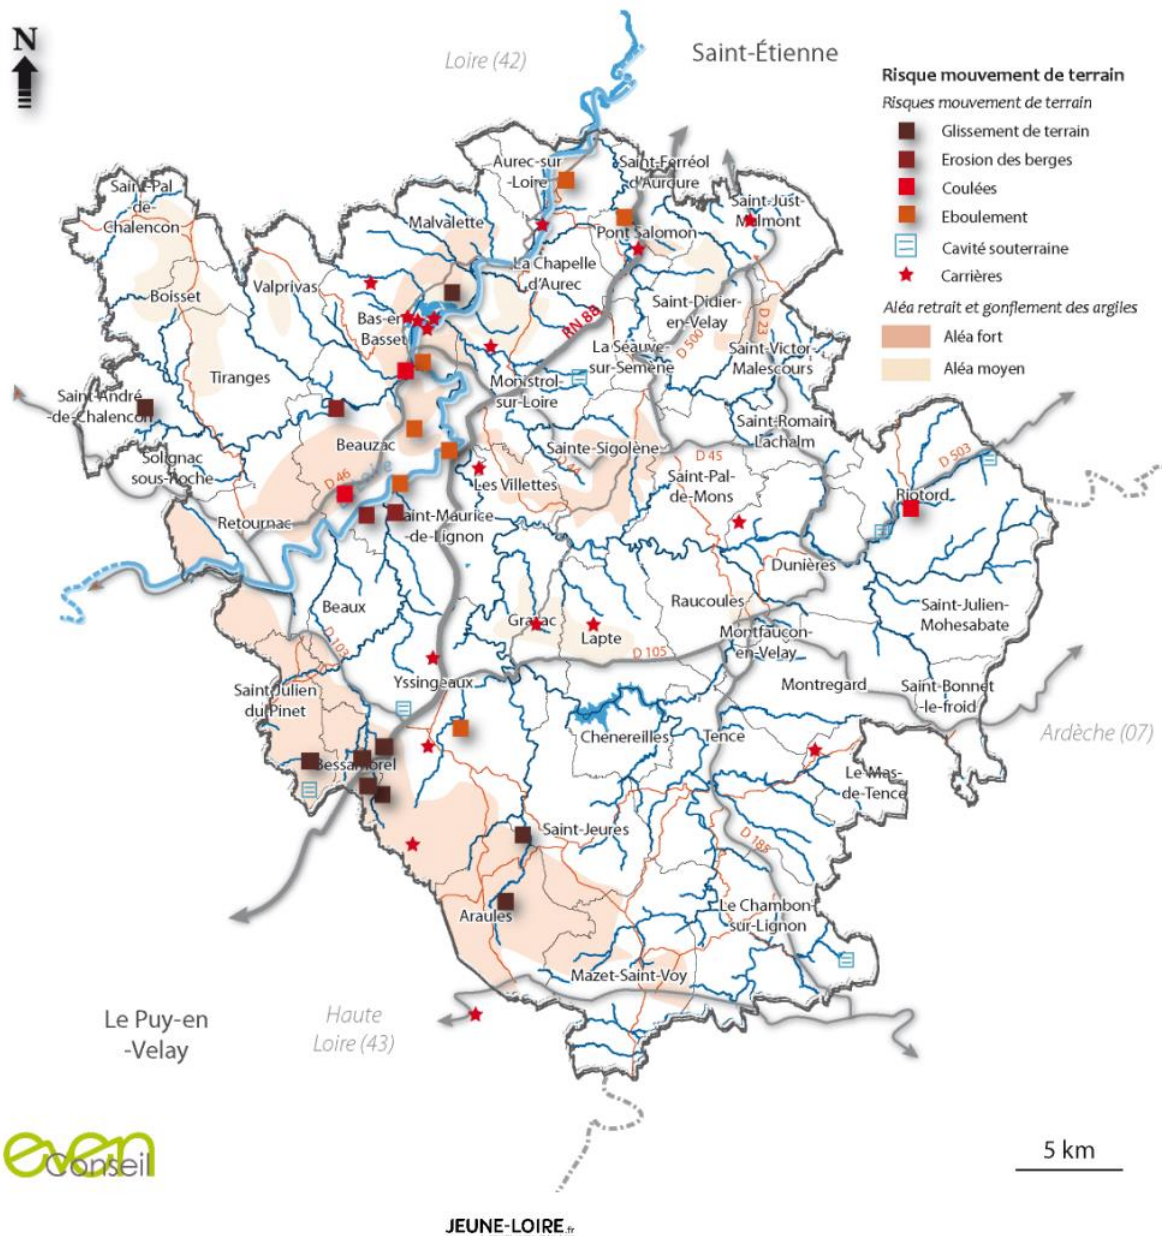 N
Loire (42)
Saint-Étienne
Risque mouvement de terrain
Risques mouvement de terrain
Glissement de terrain
Erosion des berges
Coulées
Eboulement
Cavité souterraine
Carrières
Aléa retrait et gonflement des argiles
Aléa fort
Aléa moyen
Aurec-sur
-Loire
Saint-Ferréol
d'Auroure
Saint-Pal
de-
Chalencon
Malvalette
Saint-Just-
Malmont
Pont Salomon
La Chapelle
d'Aurec
Boisset
Valprivas
Saint-Didier-
en-Velay
RN 88
D 23
D 500
Bas-en
Basset
La Séauve-
sur-Semène
Saint-Victor-
Malescours
Tiranges
Monistrol-
sur-Loire
Saint-André
-de-Chalencon
Beauzac
Sainte-Sigolène
Saint-Romain
Lachalm
Solignac
sous-Roche
D 44
D 45
D 503
D 46
Loire
Les Villettes
Saint-Pal-
de-Mons
Riotord
Retournac
Saint-Maurice
-de-Lignon
Dunières
Beaux
Raucoules
Saint-Julien-
Mohesabate
Grazac
Lapte
Montfaucon-
en-Velay
D 103
D 105
Yssingeaux
Montregard
Saint-Bonnet
-le-froid
Saint-Julien
du Pinet
Chenereilles
Tence
Ardèche (07)
Bessamorel
Le Mas-
de-Tence
Saint-Jeures
D 185
Araules
Le Chambon-
sur-Lignon
Mazet-Saint-Voy
Le Puy-en
-Velay
Haute
Loire (43)
even
Conseil
5 km
JEUNE-LOIRE.fr